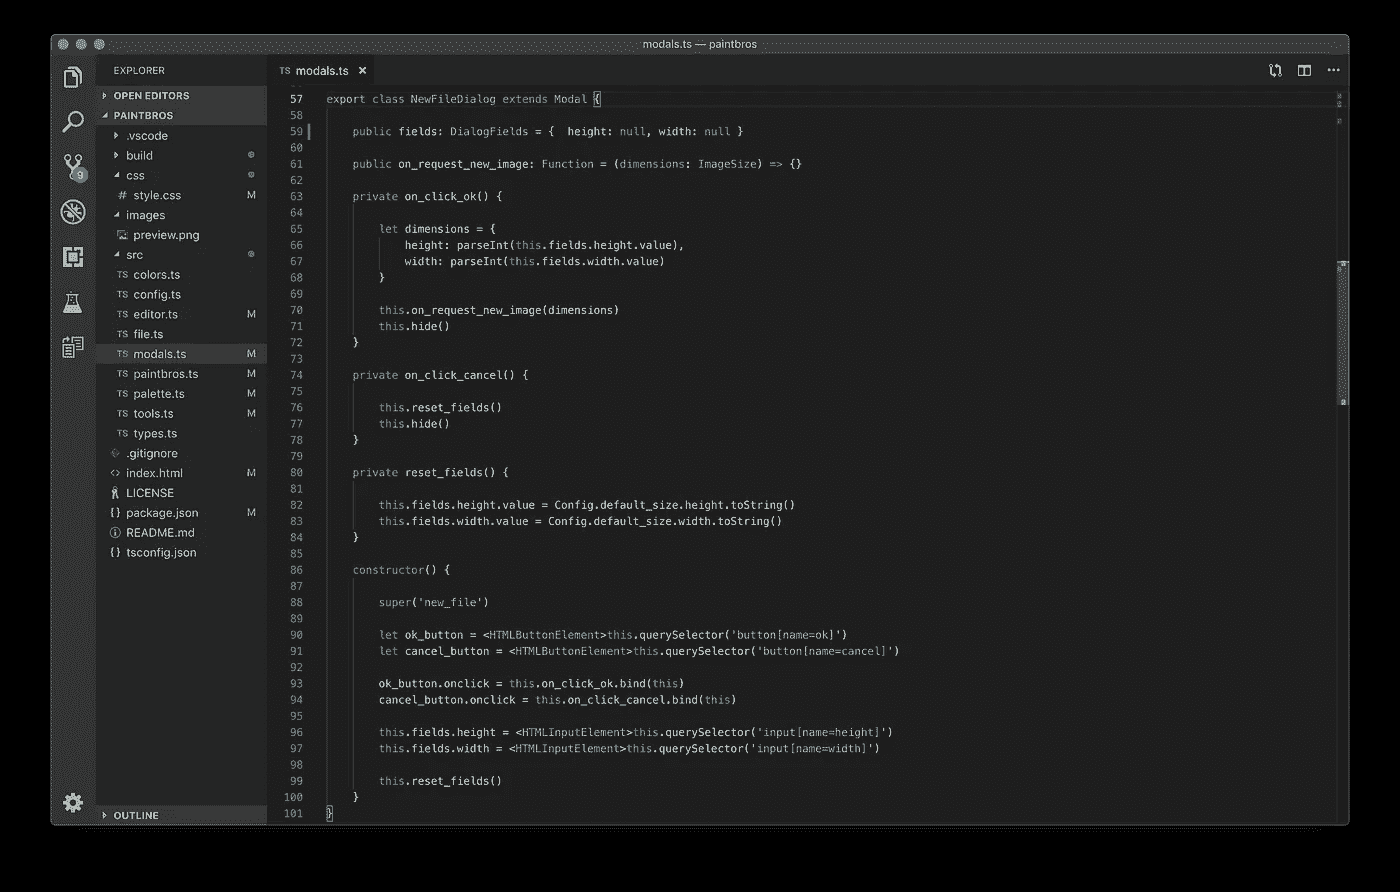 modals.ts — paintbros
EXPLORER
OPEN EDITORS
PAINTBROS
.vscode
build
css
# style.css M
images
preview.png
src
TS colors.ts
TS config.ts
TS editor.ts M
TS file.ts
TS modals.ts M
TS paintbros.ts M
TS palette.ts M
TS tools.ts M
TS types.ts
.gitignore
<> index.html M
LICENSE
{} package.json M
README.md
{} tsconfig.json
OUTLINE
9
TS modals.ts ×
57 export class NewFileDialog extends Modal {
58
59 public fields: DialogFields = {  height: null, width: null }
60
61 public on_request_new_image: Function = (dimensions: ImageSize) => {}
62
63 private on_click_ok() {
64
65 let dimensions = {
66 height: parseInt(this.fields.height.value),
67 width: parseInt(this.fields.width.value)
68 }
69
70 this.on_request_new_image(dimensions)
71 this.hide()
72 }
73
74 private on_click_cancel() {
75
76 this.reset_fields()
77 this.hide()
78 }
79
80 private reset_fields() {
81
82 this.fields.height.value = Config.default_size.height.toString()
83 this.fields.width.value = Config.default_size.width.toString()
84 }
85
86 constructor() {
87
88 super('new_file')
89
90 let ok_button = <HTMLButtonElement>this.querySelector('button[name=ok]')
91 let cancel_button = <HTMLButtonElement>this.querySelector('button[name=cancel]')
92
93 ok_button.onclick = this.on_click_ok.bind(this)
94 cancel_button.onclick = this.on_click_cancel.bind(this)
95
96 this.fields.height = <HTMLInputElement>this.querySelector('input[name=height]')
97 this.fields.width = <HTMLInputElement>this.querySelector('input[name=width]')
98
99 this.reset_fields()
100 }
101 }